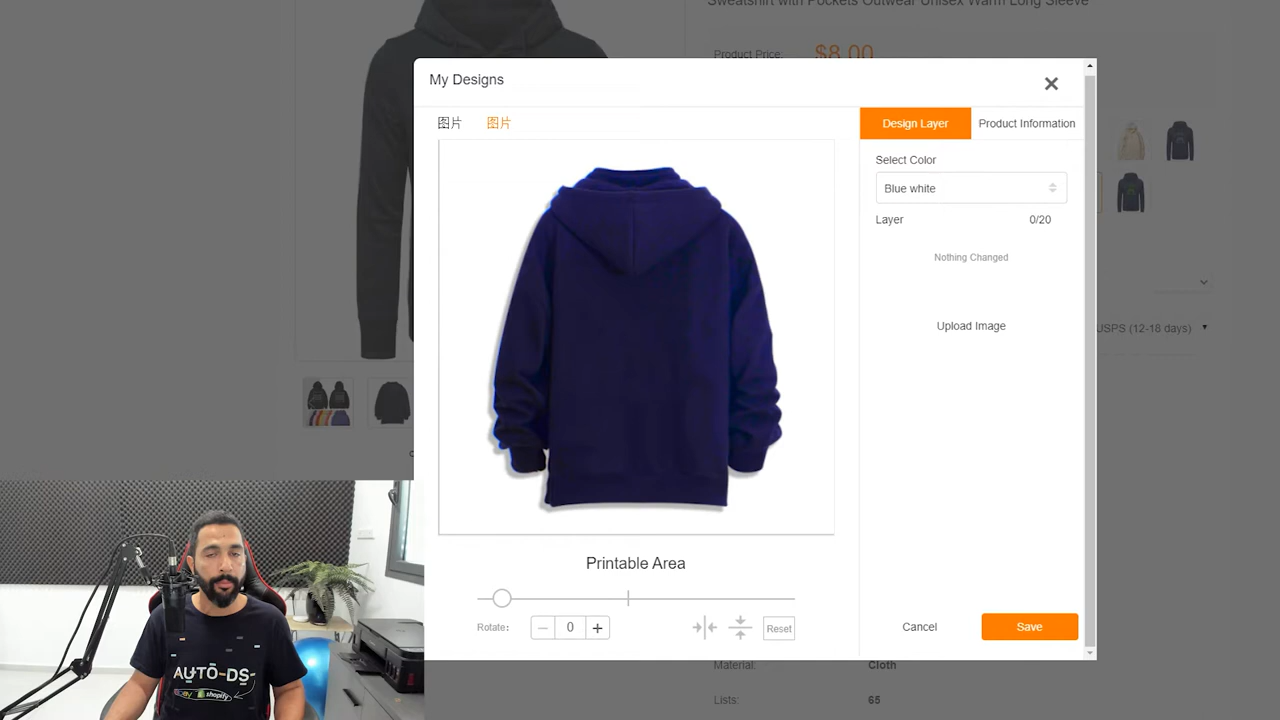 Sweatshirt with Pockets Outwear Unisex Warm Long Sleeve
Product Price: $8.00
My Designs
图片 图片
Design Layer Product Information
Select Color
Blue white
Layer 0/20
Nothing Changed
Upload Image
USPS (12-18 days)
Printable Area
Rotate: 0 Reset
Cancel Save
Material: Cloth
Lists: 65
AUTO-DS
ebay shopify